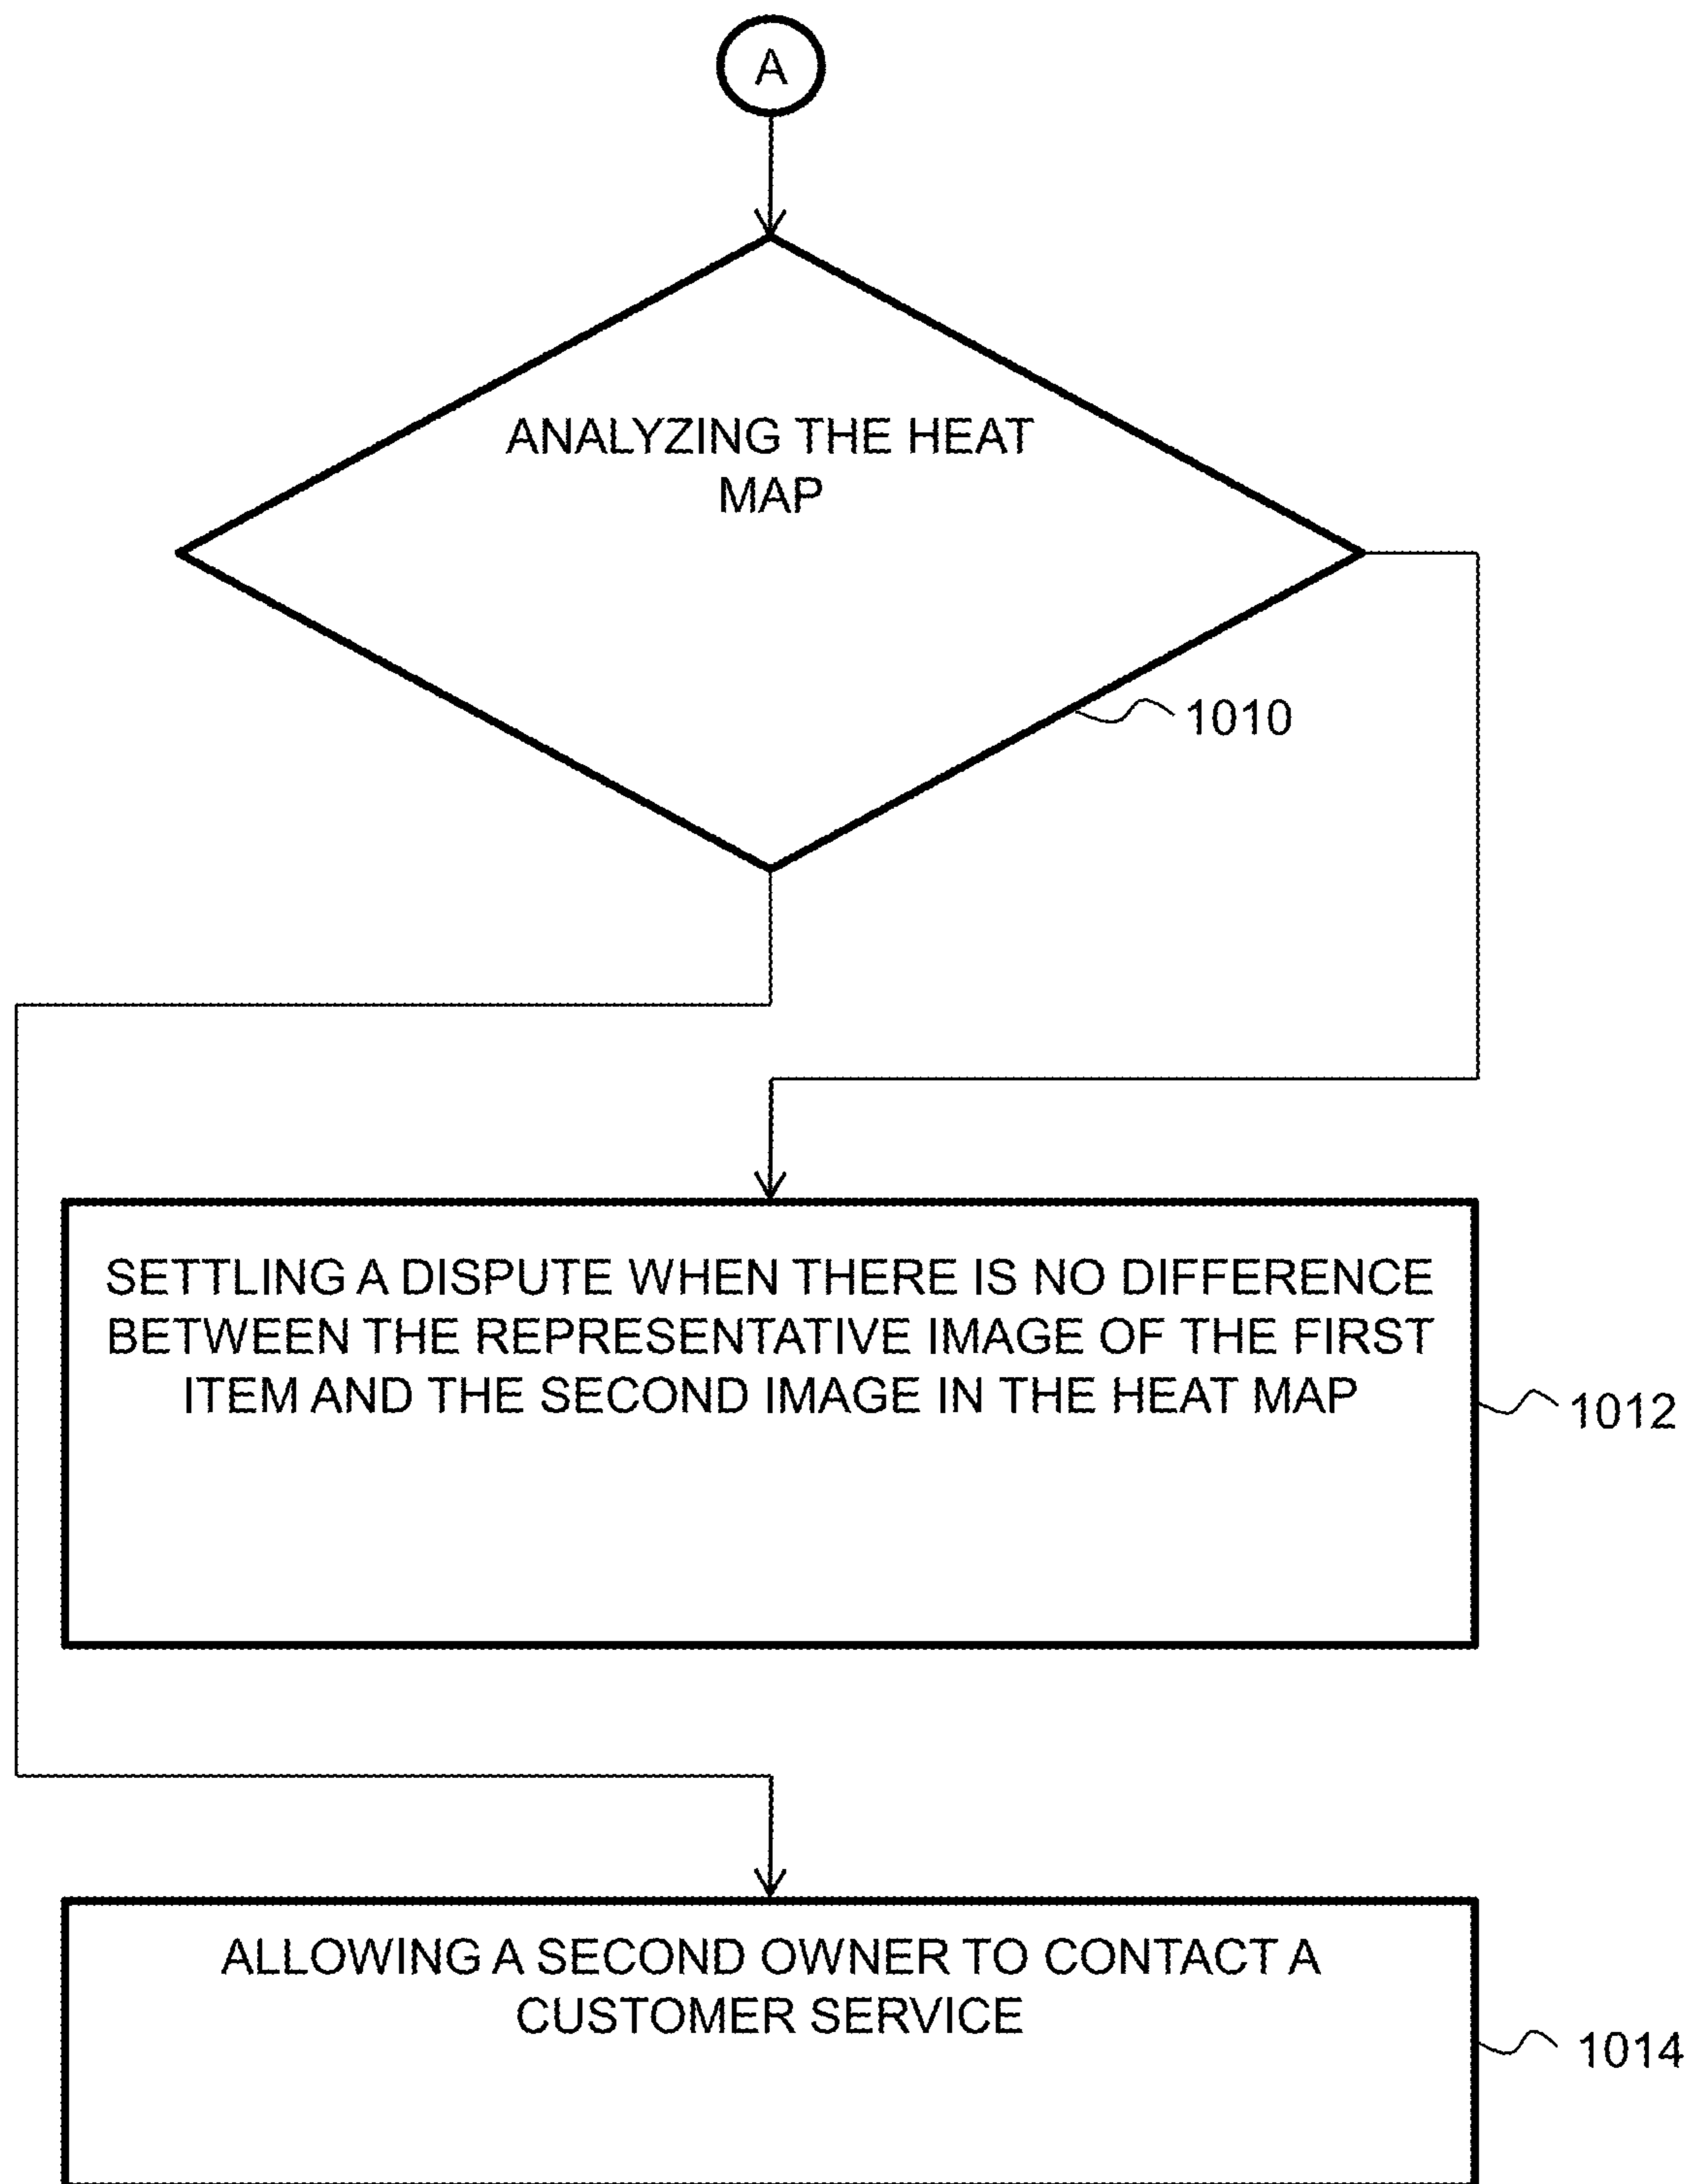 A
ANALYZING THE HEAT
MAP
1010
SETTLING A DISPUTE WHEN THERE IS NO DIFFERENCE
BETWEEN THE REPRESENTATIVE IMAGE OF THE FIRST
ITEM AND THE SECOND IMAGE IN THE HEAT MAP
1012
ALLOWING A SECOND OWNER TO CONTACT A
CUSTOMER SERVICE
1014